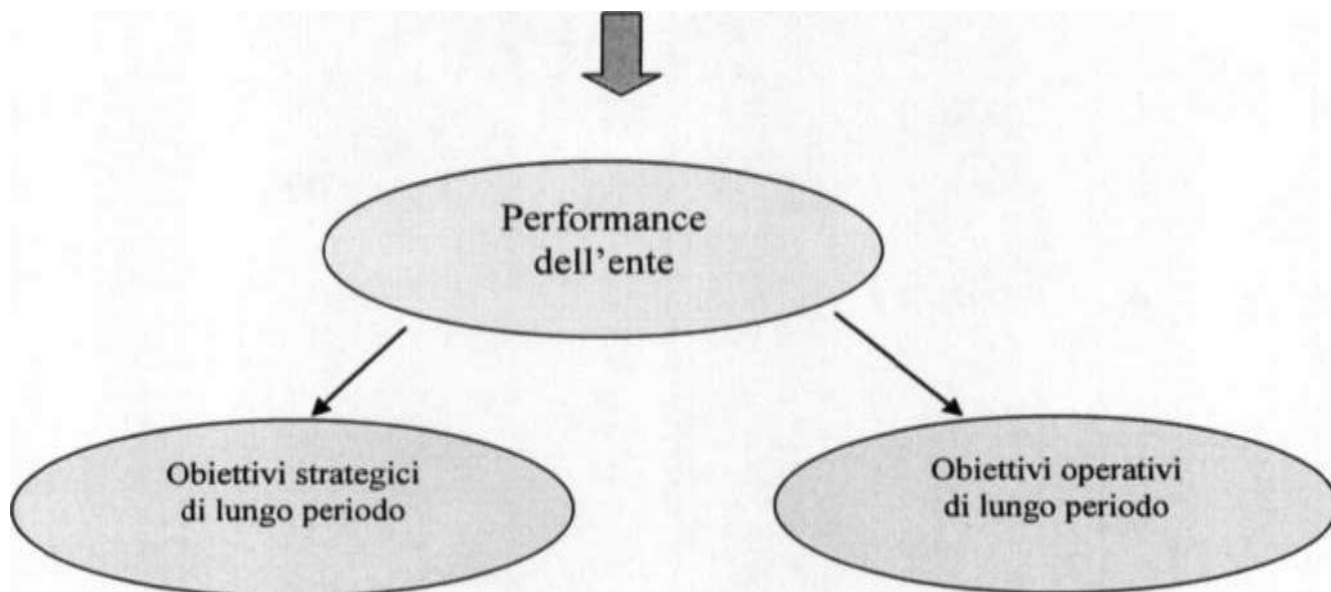 Performance
dell’ente
Obiettivi strategici
di lungo periodo
Obiettivi operativi
di lungo periodo